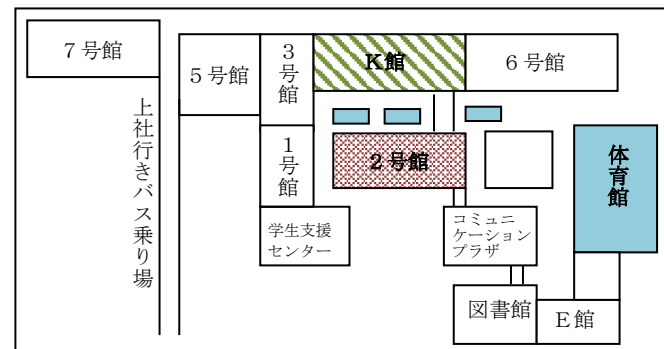 ７号館
５号館
３号館
K館
６号館
上社行きバス乗り場
１号館
２号館
体育館
学生支援
センター
コミュニ
ケーション
プラザ
図書館
Ｅ館